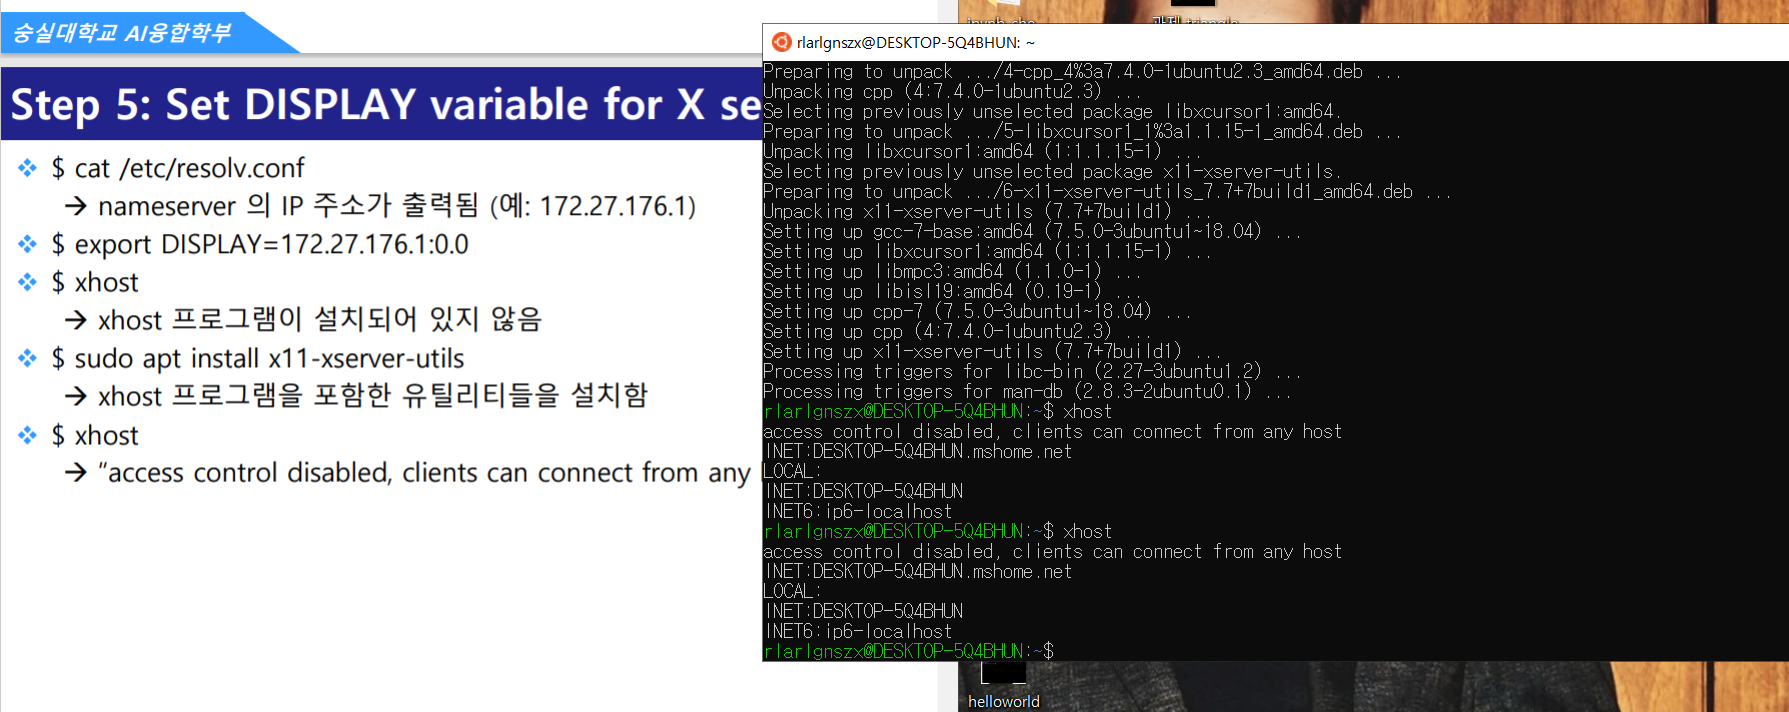 숭실대학교 AI융합학부
Step 5: Set DISPLAY variable for X se
❖ $ cat /etc/resolv.conf
→ nameserver 의 IP 주소가 출력됨 (예: 172.27.176.1)
❖ $ export DISPLAY=172.27.176.1:0.0
❖ $ xhost
→ xhost 프로그램이 설치되어 있지 않음
❖ $ sudo apt install x11-xserver-utils
→ xhost 프로그램을 포함한 유틸리티들을 설치함
❖ $ xhost
→ “access control disabled, clients can connect from any
rlarlgnszx@DESKTOP-5Q4BHUN: ~
Preparing to unpack .../4-cpp_4%3a7.4.0-1ubuntu2.3_amd64.deb ...
Unpacking cpp (4:7.4.0-1ubuntu2.3) ...
Selecting previously unselected package libxcursor1:amd64.
Preparing to unpack .../5-libxcursor1_1%3a1.1.15-1_amd64.deb ...
Unpacking libxcursor1:amd64 (1:1.1.15-1) ...
Selecting previously unselected package x11-xserver-utils.
Preparing to unpack .../6-x11-xserver-utils_7.7+7build1_amd64.deb ...
Unpacking x11-xserver-utils (7.7+7build1) ...
Setting up gcc-7-base:amd64 (7.5.0-3ubuntu1~18.04) ...
Setting up libxcursor1:amd64 (1:1.1.15-1) ...
Setting up libmpc3:amd64 (1.1.0-1) ...
Setting up libisl19:amd64 (0.19-1) ...
Setting up cpp-7 (7.5.0-3ubuntu1~18.04) ...
Setting up cpp (4:7.4.0-1ubuntu2.3) ...
Setting up x11-xserver-utils (7.7+7build1) ...
Processing triggers for libc-bin (2.27-3ubuntu1.2) ...
Processing triggers for man-db (2.8.3-2ubuntu0.1) ...
rlarlgnszx@DESKTOP-5Q4BHUN:~$ xhost
access control disabled, clients can connect from any host
INET:DESKTOP-5Q4BHUN.mshome.net
LOCAL:
INET:DESKTOP-5Q4BHUN
INET6:ip6-localhost
rlarlgnszx@DESKTOP-5Q4BHUN:~$ xhost
access control disabled, clients can connect from any host
INET:DESKTOP-5Q4BHUN.mshome.net
LOCAL:
INET:DESKTOP-5Q4BHUN
INET6:ip6-localhost
rlarlgnszx@DESKTOP-5Q4BHUN:~$
helloworld